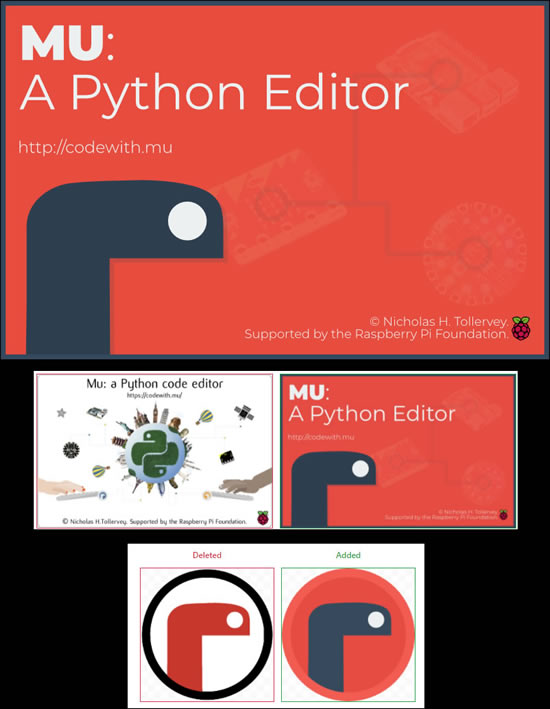 MU:
A Python Editor
http://codewith.mu
© Nicholas H. Tollervey.
Supported by the Raspberry Pi Foundation.
Mu: a Python code editor
https://codewith.mu/
© Nicholas H.Tollervey. Supported by the Raspberry Pi Foundation.
MU:
A Python Editor
http://codewith.mu
© Nicholas H. Tollervey.
Supported by the Raspberry Pi Foundation.
Deleted
Added